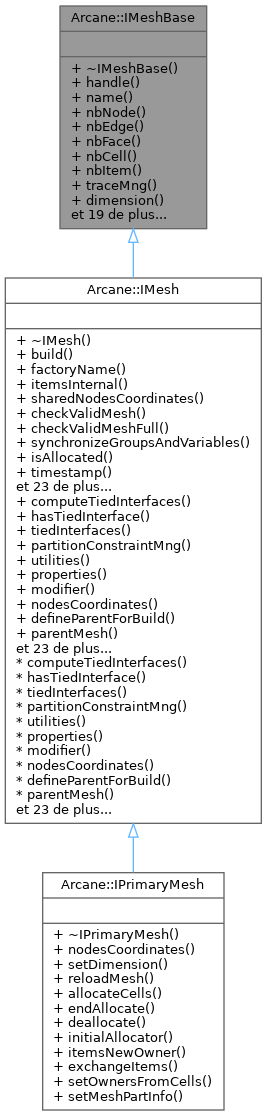 Arcane::IMeshBase
+ ~IMeshBase()
+ handle()
+ name()
+ nbNode()
+ nbEdge()
+ nbFace()
+ nbCell()
+ nbItem()
+ traceMng()
+ dimension()
et 19 de plus...
Arcane::IMesh
+ ~IMesh()
+ build()
+ factoryName()
+ itemsInternal()
+ sharedNodesCoordinates()
+ checkValidMesh()
+ checkValidMeshFull()
+ synchronizeGroupsAndVariables()
+ isAllocated()
+ timestamp()
et 23 de plus...
+ computeTiedInterfaces()
+ hasTiedInterface()
+ tiedInterfaces()
+ partitionConstraintMng()
+ utilities()
+ properties()
+ modifier()
+ nodesCoordinates()
+ defineParentForBuild()
+ parentMesh()
et 23 de plus...
* computeTiedInterfaces()
* hasTiedInterface()
* tiedInterfaces()
* partitionConstraintMng()
* utilities()
* properties()
* modifier()
* nodesCoordinates()
* defineParentForBuild()
* parentMesh()
et 23 de plus...
Arcane::IPrimaryMesh
+ ~IPrimaryMesh()
+ nodesCoordinates()
+ setDimension()
+ reloadMesh()
+ allocateCells()
+ endAllocate()
+ deallocate()
+ initialAllocator()
+ itemsNewOwner()
+ exchangeItems()
+ setOwnersFromCells()
+ setMeshPartInfo()